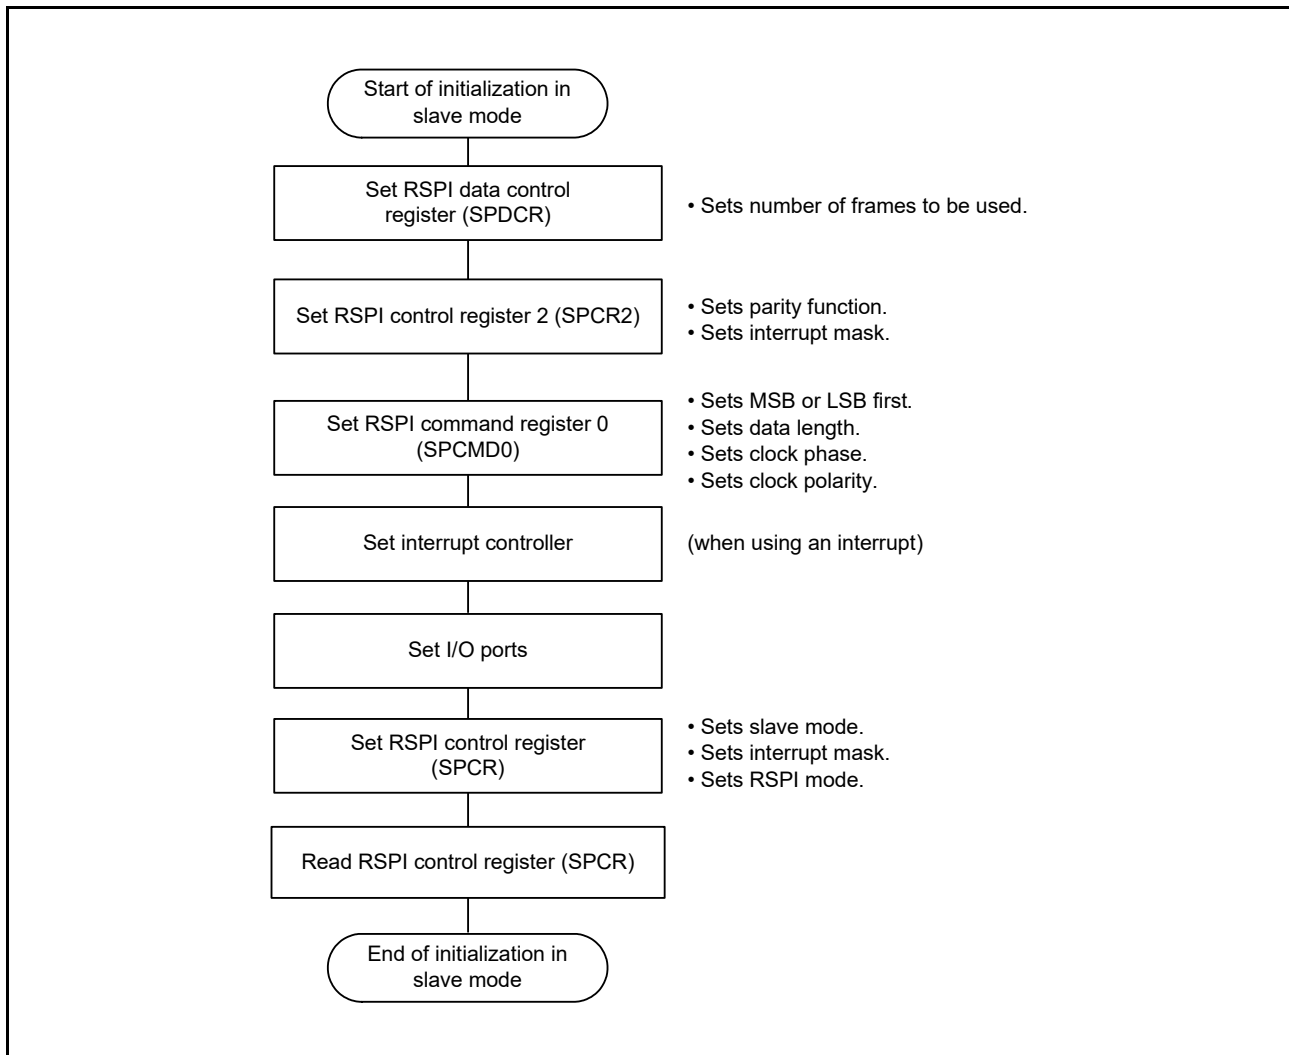 Start of initialization in
slave mode
Set RSPI data control
register (SPDCR)
• Sets number of frames to be used.
Set RSPI control register 2 (SPCR2)
• Sets parity function.
• Sets interrupt mask.
Set RSPI command register 0
(SPCMD0)
• Sets MSB or LSB first.
• Sets data length.
• Sets clock phase.
• Sets clock polarity.
Set interrupt controller
(when using an interrupt)
Set I/O ports
Set RSPI control register
(SPCR)
• Sets slave mode.
• Sets interrupt mask.
• Sets RSPI mode.
Read RSPI control register (SPCR)
End of initialization in
slave mode